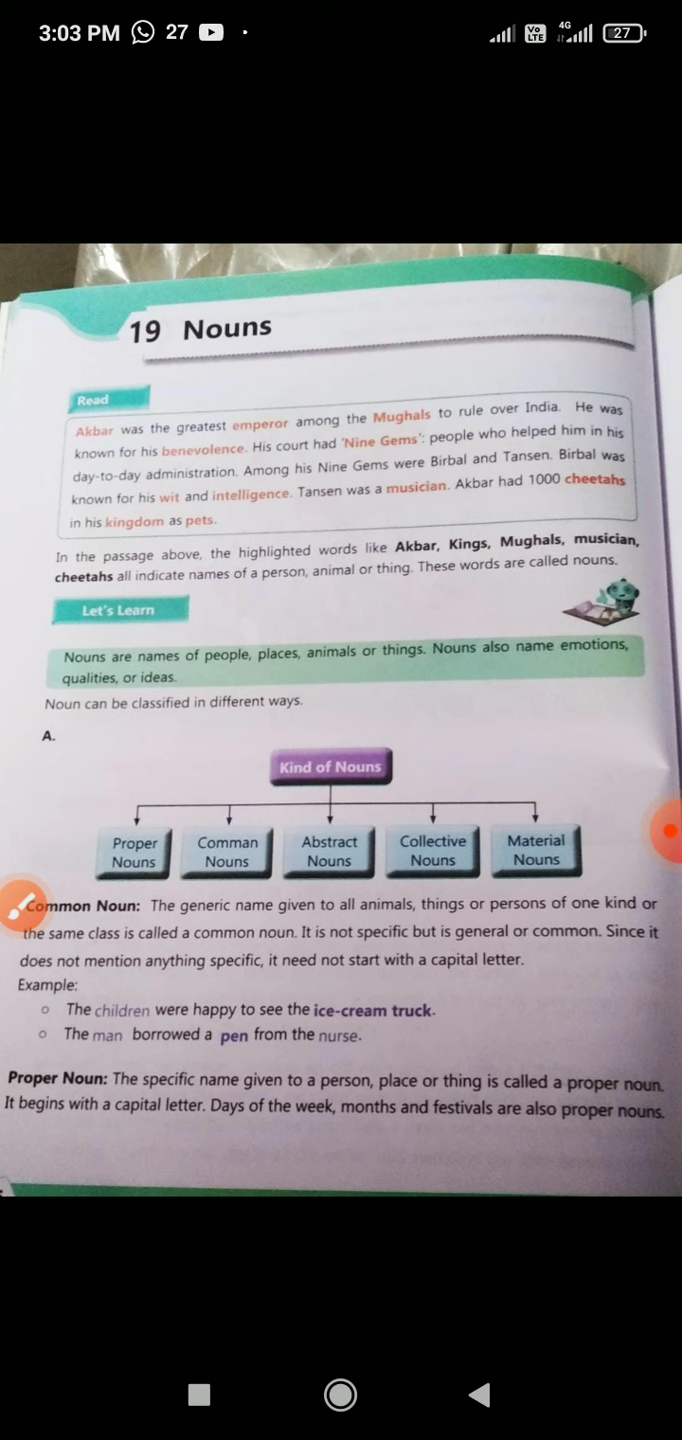 3:03 PM 27
Vo LTE 4G 27
19 Nouns
Read
Akbar was the greatest emperor among the Mughals to rule over India. He was
known for his benevolence. His court had 'Nine Gems': people who helped him in his
day-to-day administration. Among his Nine Gems were Birbal and Tansen. Birbal was
known for his wit and intelligence. Tansen was a musician. Akbar had 1000 cheetahs
in his kingdom as pets.
In the passage above, the highlighted words like Akbar, Kings, Mughals, musician,
cheetahs all indicate names of a person, animal or thing. These words are called nouns.
Let's Learn
Nouns are names of people, places, animals or things. Nouns also name emotions,
qualities, or ideas.
Noun can be classified in different ways.
A.
Kind of Nouns
Proper Nouns
Comman Nouns
Abstract Nouns
Collective Nouns
Material Nouns
Common Noun: The generic name given to all animals, things or persons of one kind or
the same class is called a common noun. It is not specific but is general or common. Since it
does not mention anything specific, it need not start with a capital letter.
Example:
The children were happy to see the ice-cream truck.
The man borrowed a pen from the nurse.
Proper Noun: The specific name given to a person, place or thing is called a proper noun.
It begins with a capital letter. Days of the week, months and festivals are also proper nouns.